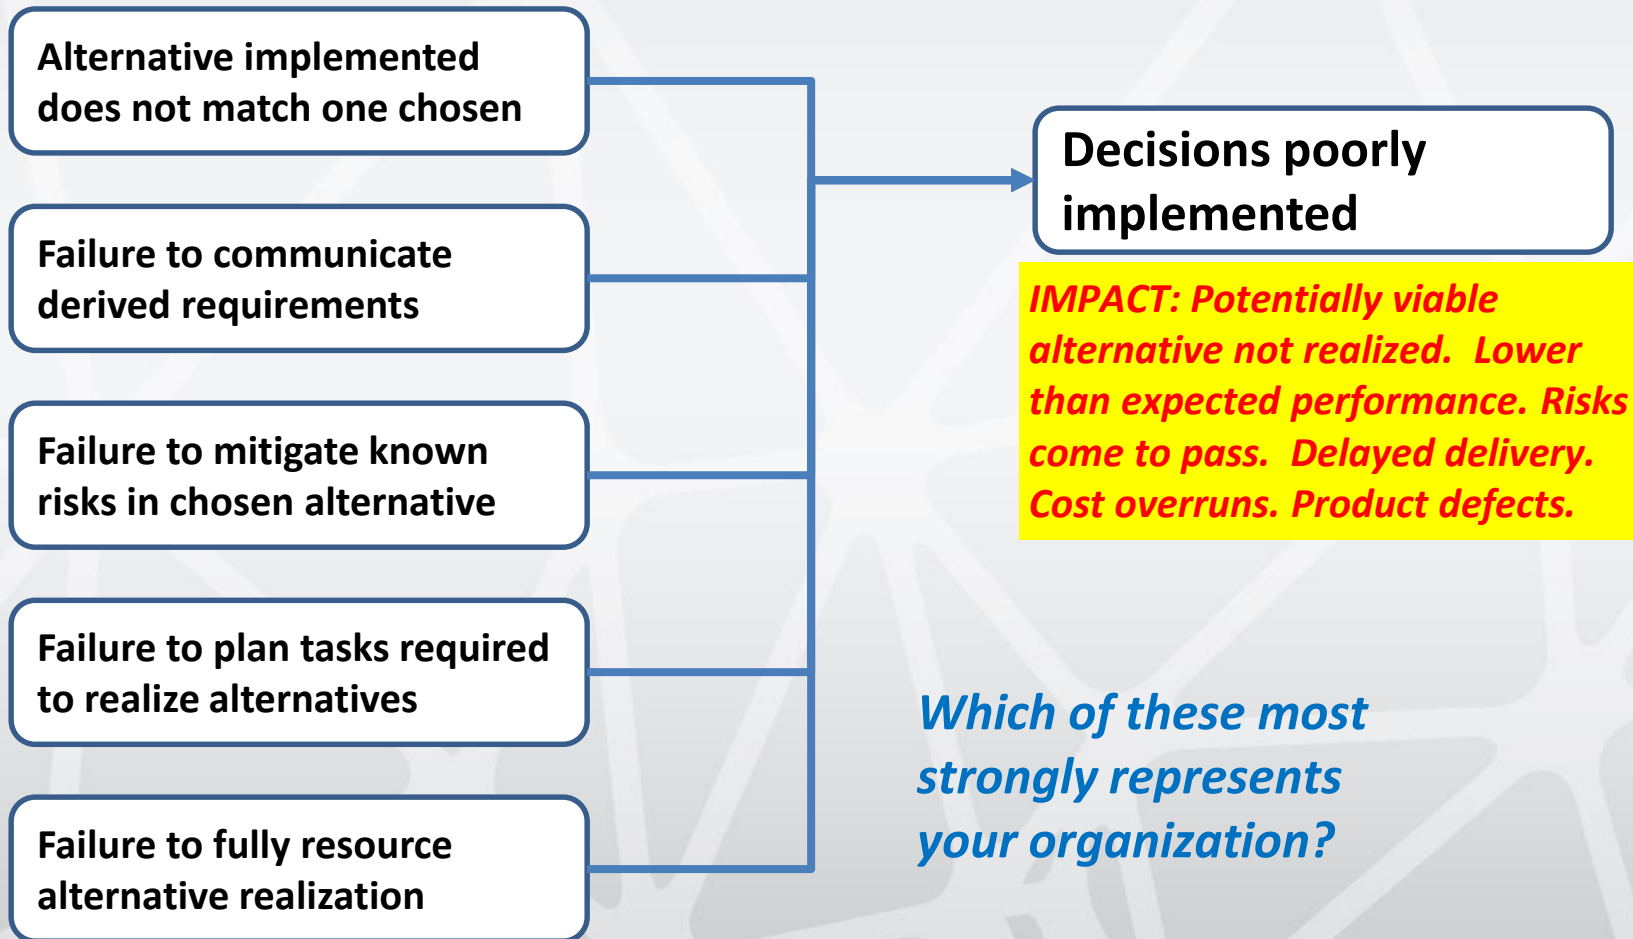 Alternative implemented
does not match one chosen
Failure to communicate
derived requirements
Failure to mitigate known
risks in chosen alternative
Failure to plan tasks required
to realize alternatives
Failure to fully resource
alternative realization
Decisions poorly
implemented
IMPACT: Potentially viable
alternative not realized.  Lower
than expected performance. Risks
come to pass.  Delayed delivery.
Cost overruns. Product defects.
Which of these most
strongly represents
your organization?